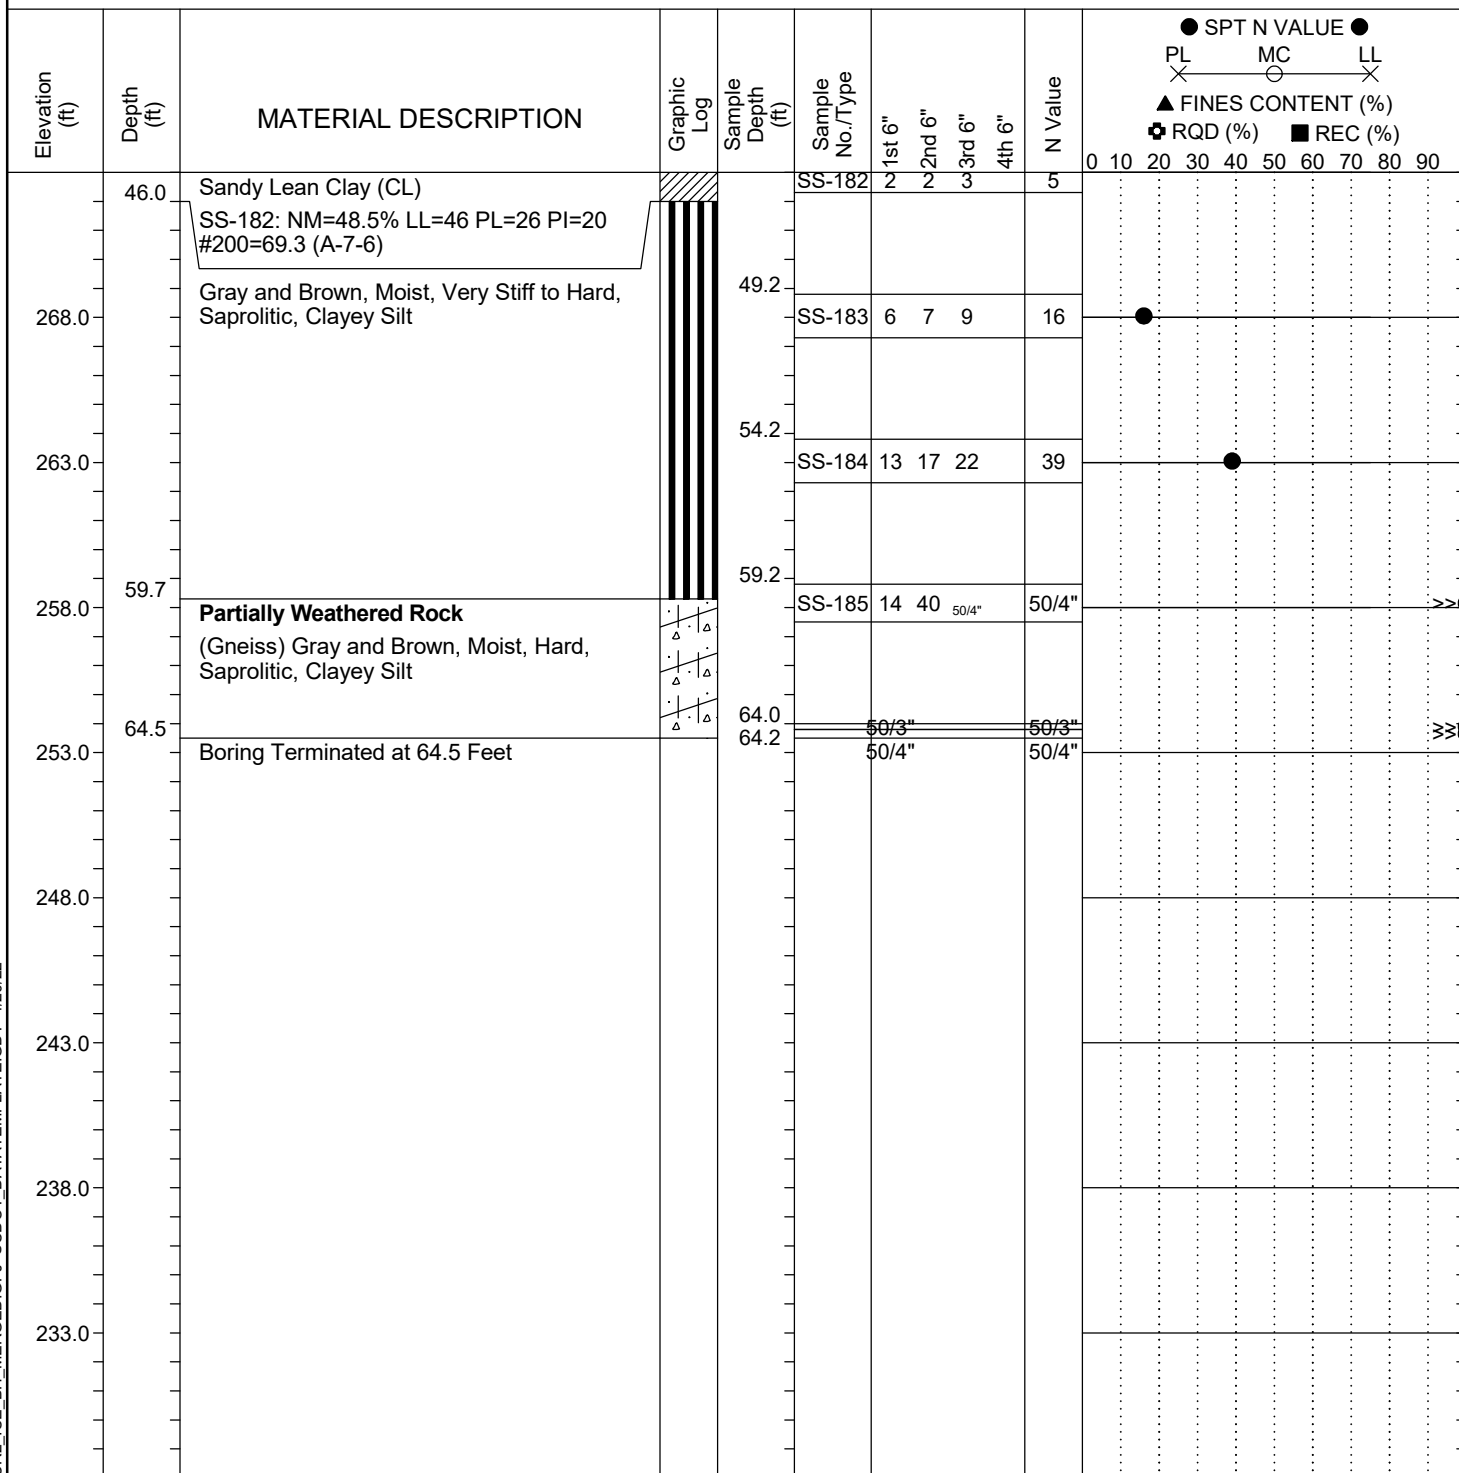 ● SPT N VALUE ●
PL MC LL
▲ FINES CONTENT (%)
RQD (%) ■ REC (%)
Elevation (ft)
Depth (ft)
MATERIAL DESCRIPTION
Graphic Log
Sample Depth (ft)
Sample No./Type
1st 6"
2nd 6"
3rd 6"
4th 6"
N Value
0 10 20 30 40 50 60 70 80 90
46.0 Sandy Lean Clay (CL) SS-182 2 2 3 5
SS-182: NM=48.5% LL=46 PL=26 PI=20
#200=69.3 (A-7-6)
Gray and Brown, Moist, Very Stiff to Hard, 49.2
268.0 Saprolitic, Clayey Silt SS-183 6 7 9 16
54.2
263.0 SS-184 13 17 22 39
59.7 59.2
258.0 Partially Weathered Rock SS-185 14 40 50/4" 50/4" >>
(Gneiss) Gray and Brown, Moist, Hard,
Saprolitic, Clayey Silt
64.0
64.5 50/3" 50/3" >>
64.2
253.0 Boring Terminated at 64.5 Feet 50/4" 50/4"
248.0
243.0
238.0
233.0